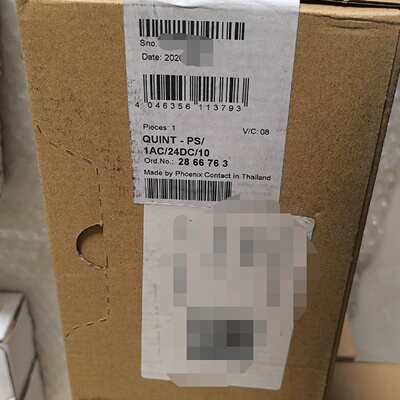 Sno.
Date: 202
4 046356 113793
Pieces: 1 V/C: 08
QUINT - PS/
1AC/24DC/10
Ord.No.: 28 66 76 3
Made by Phoenix Contact in Thailand